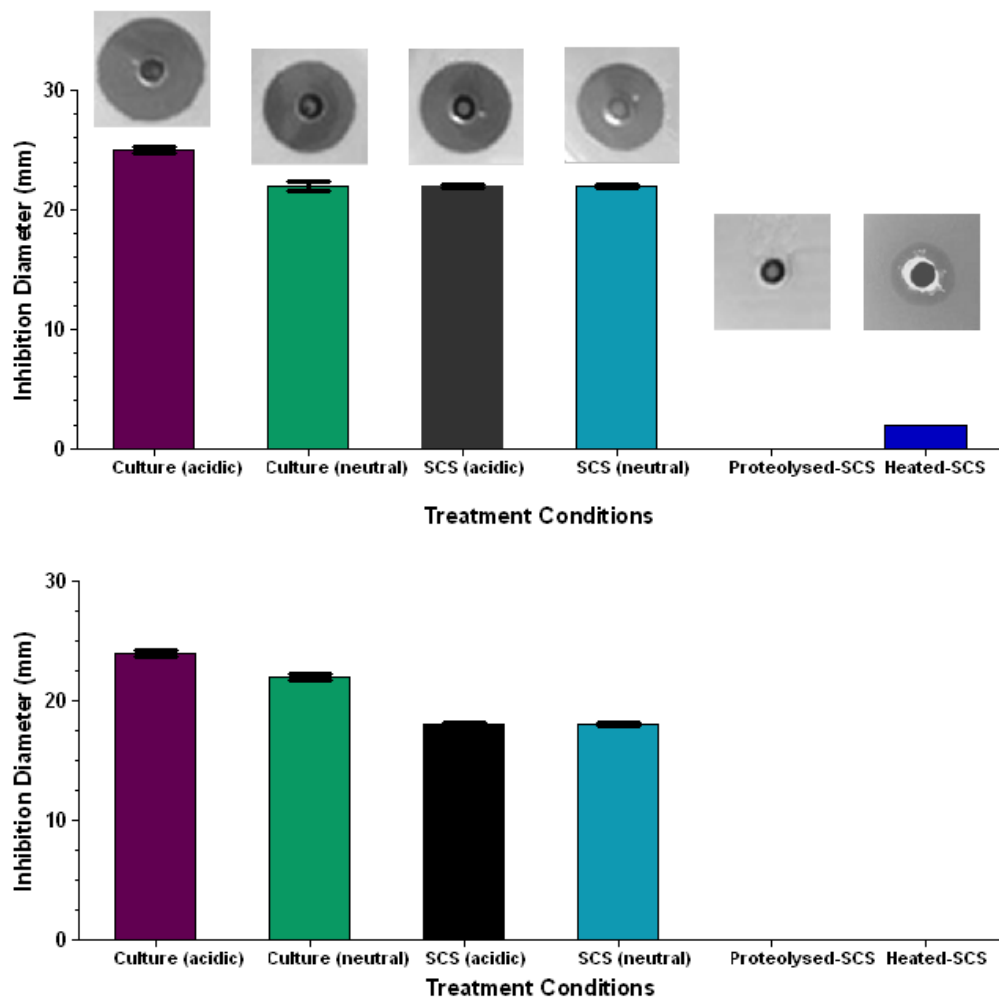 Inhibition Diameter (mm)
30
20
10
0
Culture (acidic) Culture (neutral) SCS (acidic) SCS (neutral) Proteolysed-SCS Heated-SCS
Treatment Conditions
Inhibition Diameter (mm)
30
20
10
0
Culture (acidic) Culture (neutral) SCS (acidic) SCS (neutral) Proteolysed-SCS Heated-SCS
Treatment Conditions